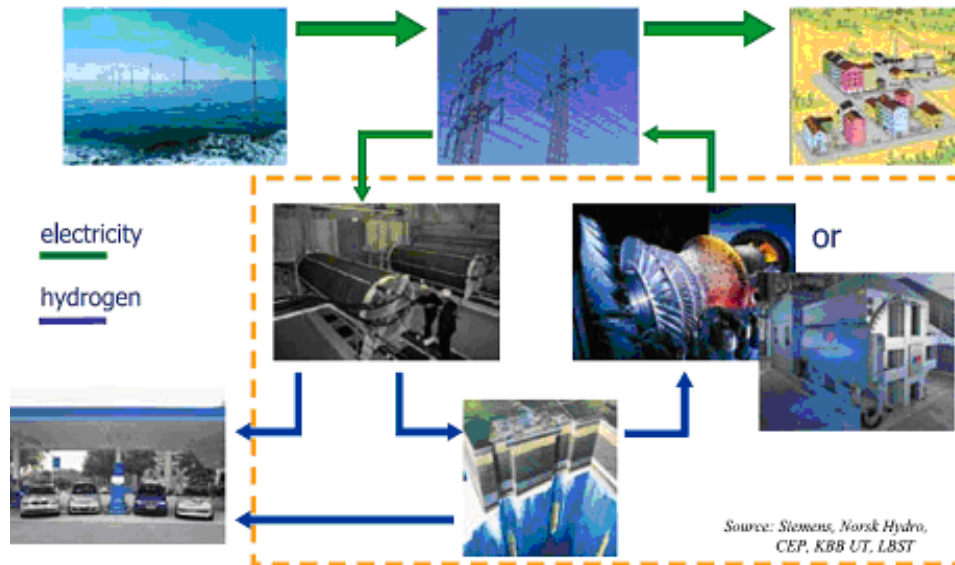 electricity
hydrogen
or
Source: Siemens, Norsk Hydro,
CEP, KBB UT, LBST